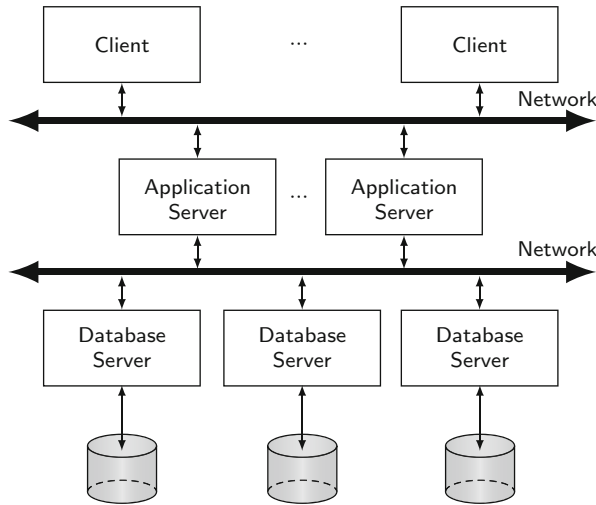 Client
...
Client
Network
Application
Server
...
Application
Server
Network
Database
Server
Database
Server
Database
Server